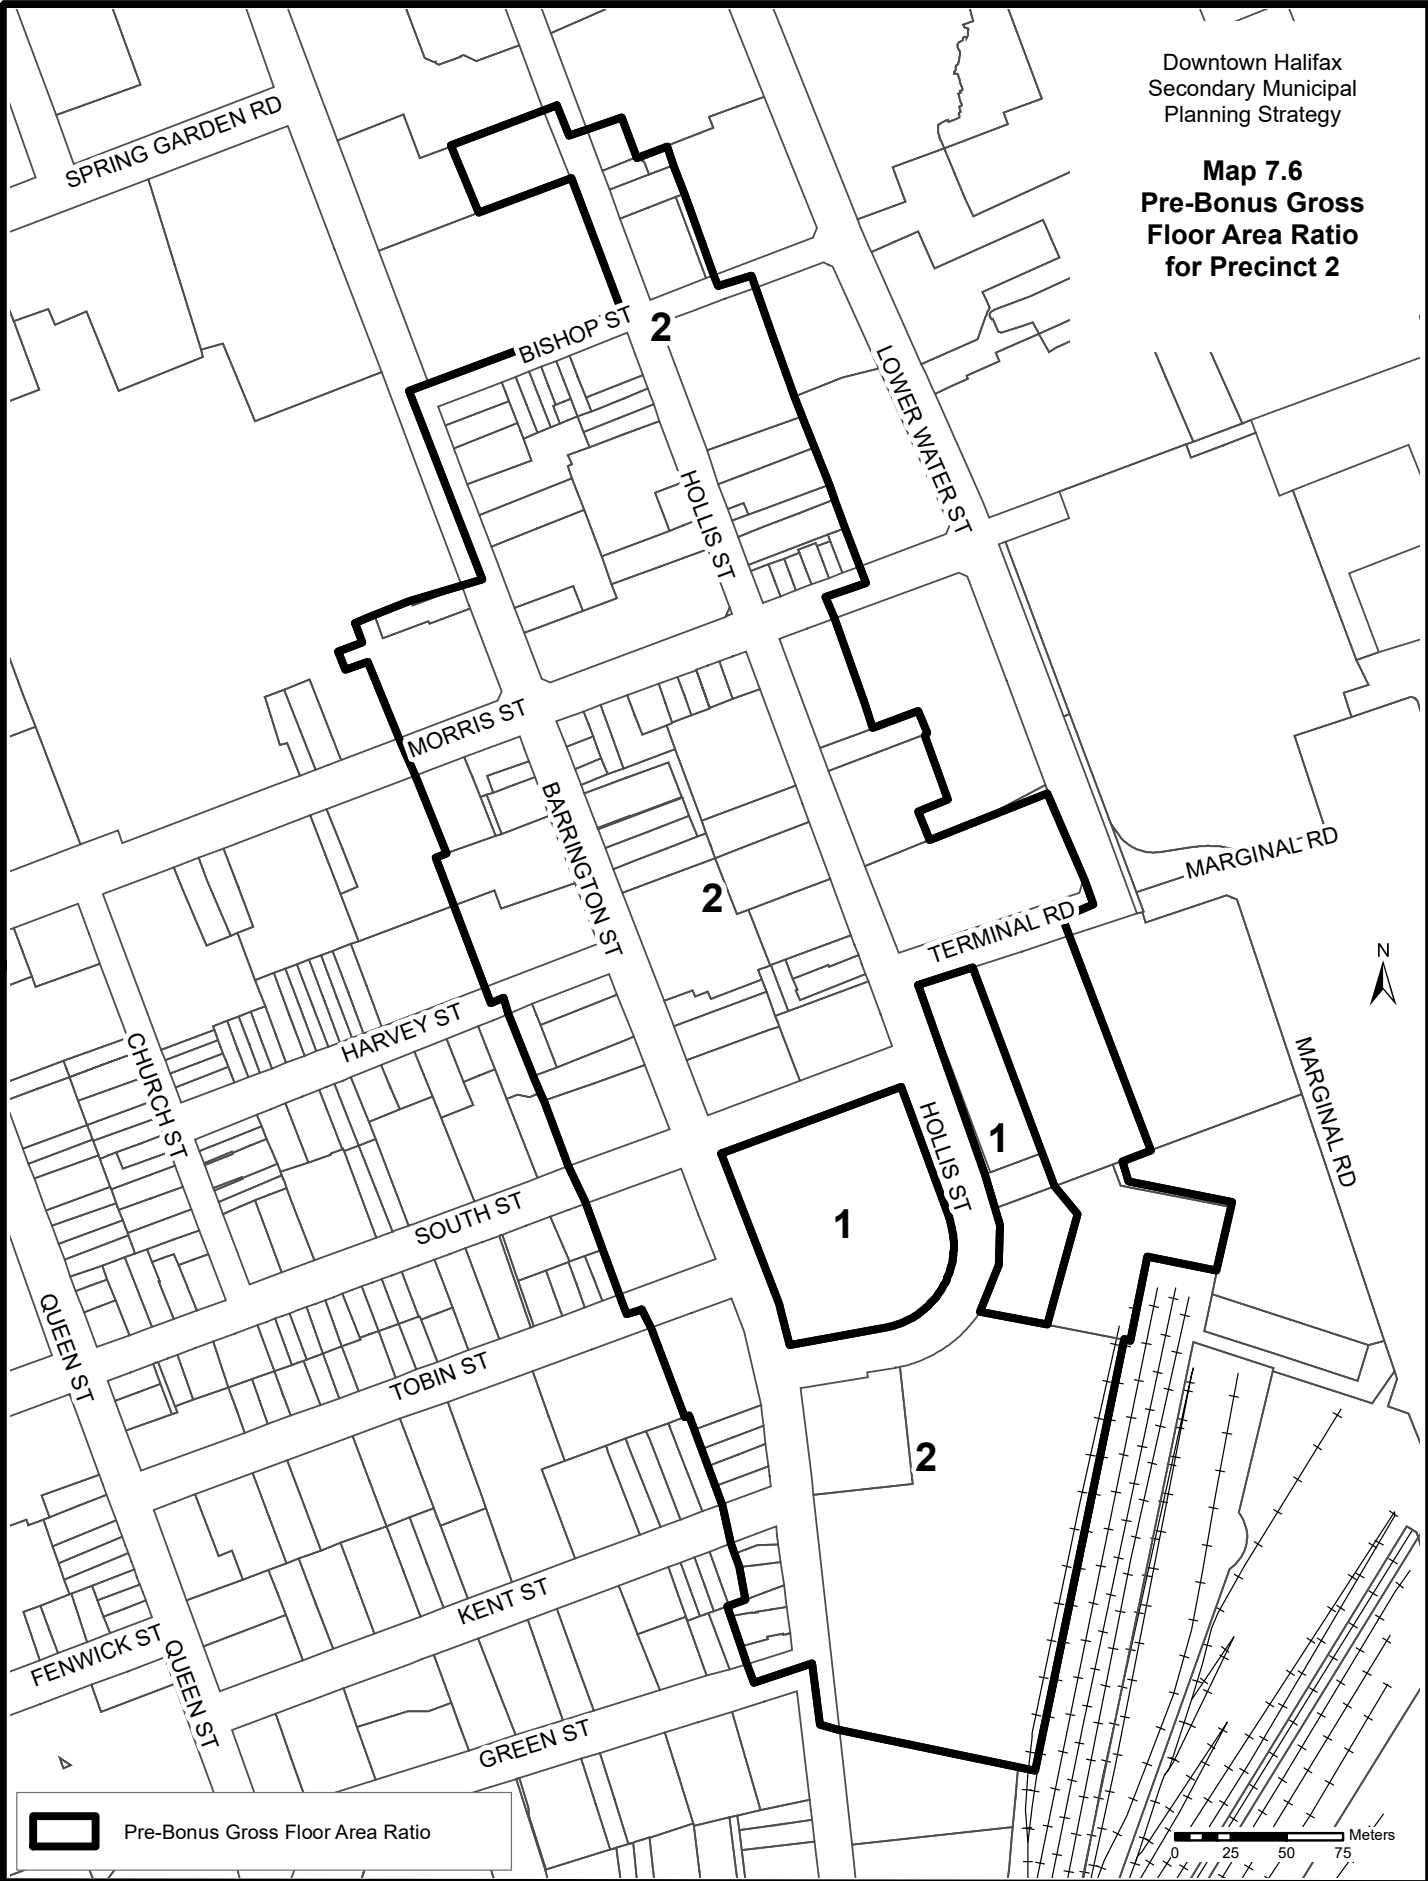 Downtown Halifax
Secondary Municipal
Planning Strategy
Map 7.6
Pre-Bonus Gross
Floor Area Ratio
for Precinct 2
SPRING GARDEN RD
BISHOP ST
2
LOWER WATER ST
HOLLIS ST
MORRIS ST
BARRINGTON ST
MARGINAL RD
2
TERMINAL RD
N
HARVEY ST
CHURCH ST
MARGINAL RD
HOLLIS ST
1
1
SOUTH ST
QUEEN ST
TOBIN ST
2
KENT ST
FENWICK ST
QUEEN ST
GREEN ST
Pre-Bonus Gross Floor Area Ratio
Meters
0 25 50 75